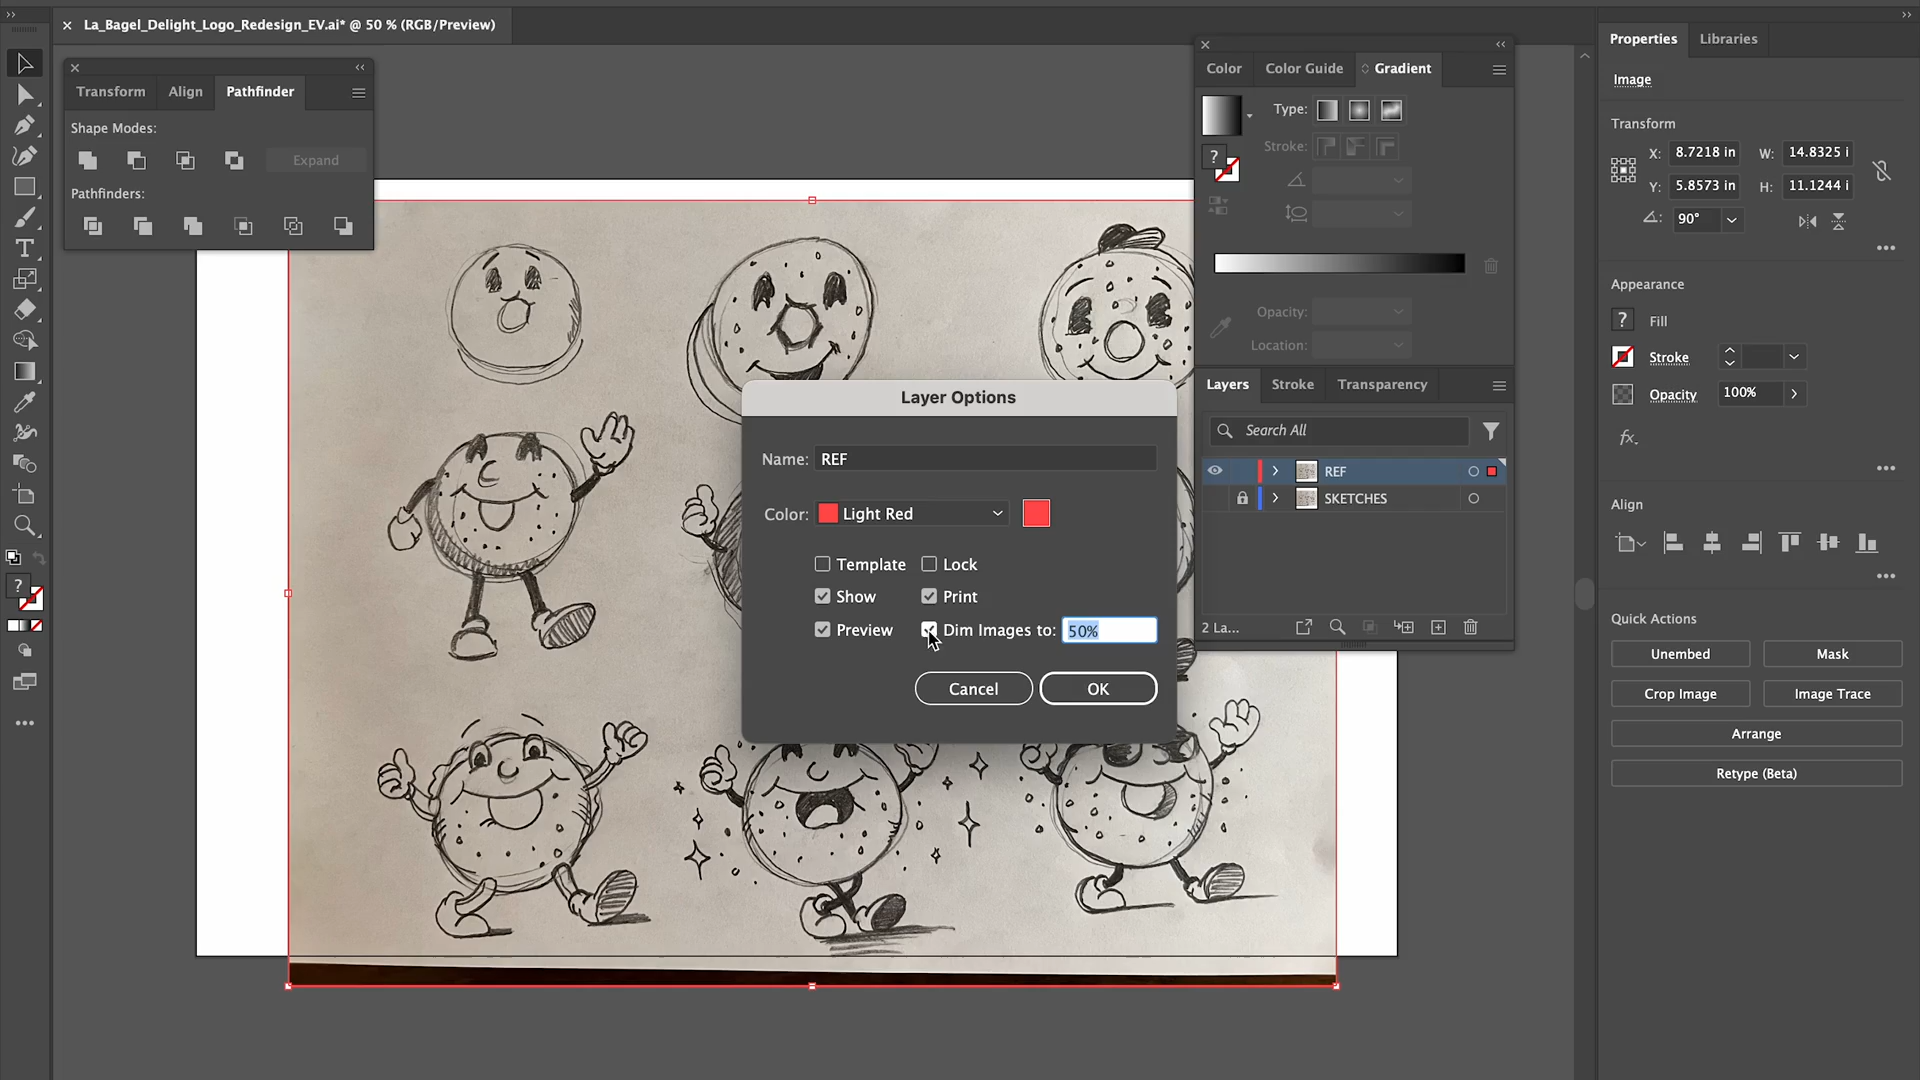 La_Bagel_Delight_Logo_Redesign_EV.ai* @ 50 % (RGB/Preview)
Transform
Align
Pathfinder
Shape Modes:
Expand
Pathfinders:
Color
Color Guide
Gradient
Type:
Stroke:
?
Opacity:
Location:
Layers
Stroke
Transparency
Search All
REF
SKETCHES
2 La...
Layer Options
Name: REF
Color: Light Red
Template
Lock
Show
Print
Preview
Dim Images to: 50%
Cancel
OK
Properties
Libraries
Image
Transform
X: 8.7218 in
W: 14.8325 i
Y: 5.8573 in
H: 11.1244 i
90°
Appearance
? Fill
Stroke
Opacity 100%
fx.
Align
Quick Actions
Unembed
Mask
Crop Image
Image Trace
Arrange
Retype (Beta)
?